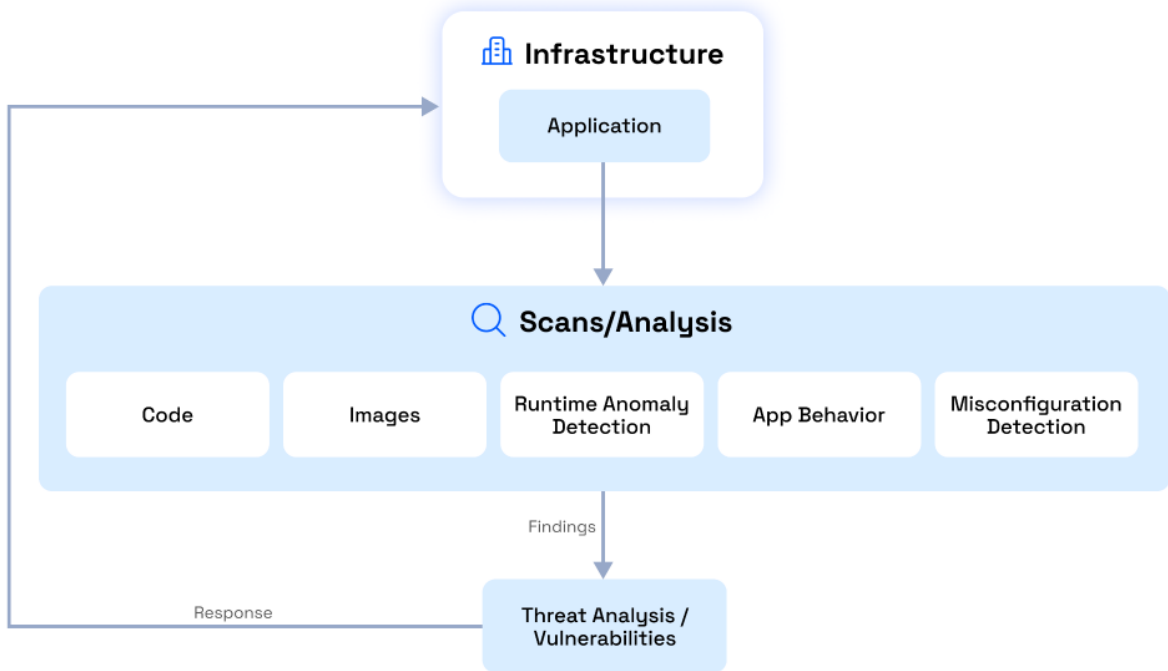 Infrastructure
Application
Scans/Analysis
Code
Images
Runtime Anomaly
Detection
App Behavior
Misconfiguration
Detection
Findings
Response
Threat Analysis /
Vulnerabilities